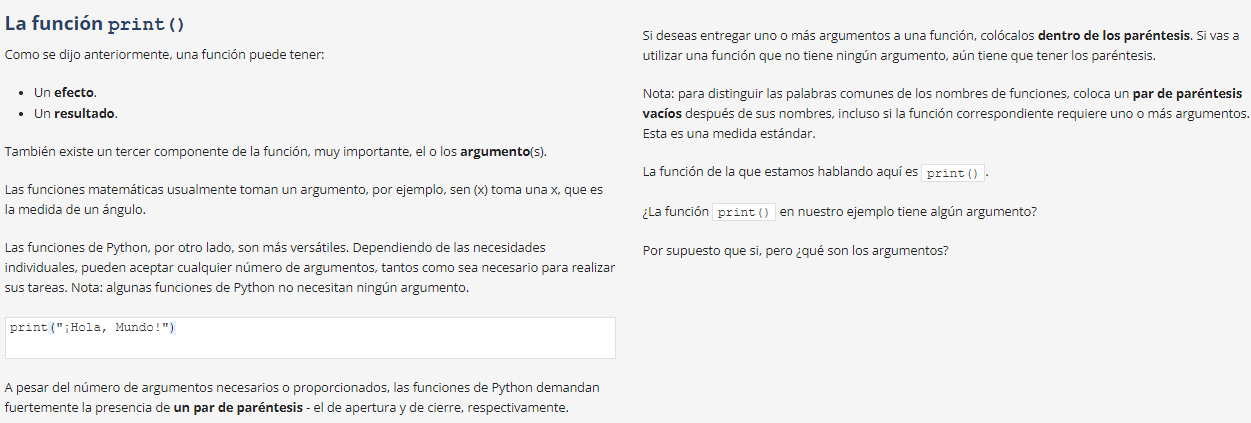 La función print()
Como se dijo anteriormente, una función puede tener:
• Un efecto.
• Un resultado.
También existe un tercer componente de la función, muy importante, el o los argumento(s).
Las funciones matemáticas usualmente toman un argumento, por ejemplo, sen (x) toma una x, que es
la medida de un ángulo.
Las funciones de Python, por otro lado, son más versátiles. Dependiendo de las necesidades
individuales, pueden aceptar cualquier número de argumentos, tantos como sea necesario para realizar
sus tareas. Nota: algunas funciones de Python no necesitan ningún argumento.
print("¡Hola, Mundo!")
A pesar del número de argumentos necesarios o proporcionados, las funciones de Python demandan
fuertemente la presencia de un par de paréntesis - el de apertura y de cierre, respectivamente.
Si deseas entregar uno o más argumentos a una función, colócalos dentro de los paréntesis. Si vas a
utilizar una función que no tiene ningún argumento, aún tiene que tener los paréntesis.
Nota: para distinguir las palabras comunes de los nombres de funciones, coloca un par de paréntesis
vacíos después de sus nombres, incluso si la función correspondiente requiere uno o más argumentos.
Esta es una medida estándar.
La función de la que estamos hablando aquí es print().
¿La función print() en nuestro ejemplo tiene algún argumento?
Por supuesto que si, pero ¿qué son los argumentos?